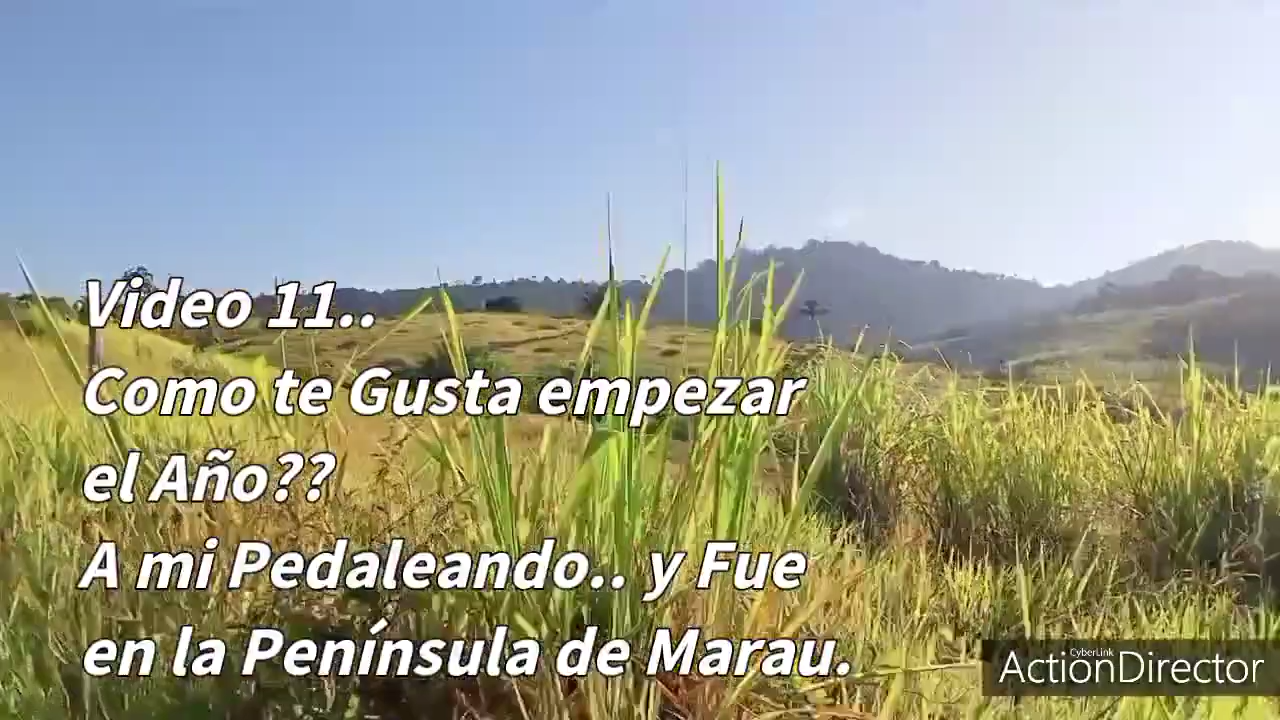 Video 11..
Como te Gusta empezar
el Año??
A mi Pedaleando.. y Fue
en la Península de Marau.
CyberLink
ActionDirector